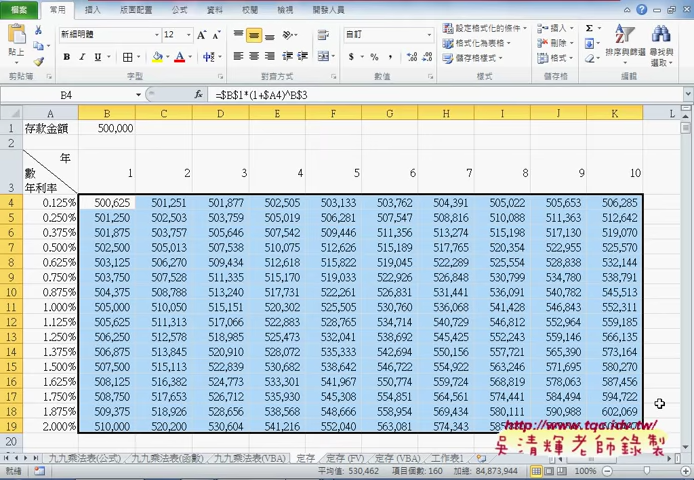 檔案 常用 插入 版面配置 公式 資料 校閱 檢視 開發人員
貼上 新細明體 12 自訂 設定格式化的條件 插入
B I U $ % , 格式化為表格 刪除 排序與篩選 尋找與選取
儲存格樣式 格式
剪貼簿 字型 對齊方式 數值 樣式 儲存格 編輯
B4 fx =$B$1*(1+$A4)^B$3
A B C D E F G H I J K L
1 存款金額 500,000
2
年
數 1 2 3 4 5 6 7 8 9 10
3 年利率
4 0.125% 500,625 501,251 501,877 502,505 503,133 503,762 504,391 505,022 505,653 506,285
5 0.250% 501,250 502,503 503,759 505,019 506,281 507,547 508,816 510,088 511,363 512,642
6 0.375% 501,875 503,757 505,646 507,542 509,446 511,356 513,274 515,198 517,130 519,070
7 0.500% 502,500 505,013 507,538 510,075 512,626 515,189 517,765 520,354 522,955 525,570
8 0.625% 503,125 506,270 509,434 512,618 515,822 519,045 522,289 525,554 528,838 532,144
9 0.750% 503,750 507,528 511,335 515,170 519,033 522,926 526,848 530,799 534,780 538,791
10 0.875% 504,375 508,788 513,240 517,731 522,261 526,831 531,441 536,091 540,782 545,513
11 1.000% 505,000 510,050 515,151 520,302 525,505 530,760 536,068 541,428 546,843 552,311
12 1.125% 505,625 511,313 517,066 522,883 528,765 534,714 540,729 546,812 552,964 559,185
13 1.250% 506,250 512,578 518,985 525,473 532,041 538,692 545,425 552,243 559,146 566,135
14 1.375% 506,875 513,845 520,910 528,072 535,333 542,694 550,156 557,721 565,390 573,164
15 1.500% 507,500 515,113 522,839 530,682 538,642 546,722 554,922 563,246 571,695 580,270
16 1.625% 508,125 516,382 524,773 533,301 541,967 550,774 559,724 568,819 578,063 587,456
17 1.750% 508,750 517,653 526,712 535,930 545,308 554,851 564,561 574,441 584,494 594,722
18 1.875% 509,375 518,926 528,656 538,568 548,666 558,954 569,434 580,111 590,988 602,069
19 2.000% 510,000 520,200 530,604 541,216 552,040 563,081 574,343
20
http://www.tqc.idv.tw/
吳清輝老師錄製
九九乘法表(公式) 九九乘法表(函數) 九九乘法表(VBA) 定存 定存 (FV) 定存 (VBA) 工作表1
就緒 平均值: 530,462 項目個數: 160 加總: 84,873,944 100%